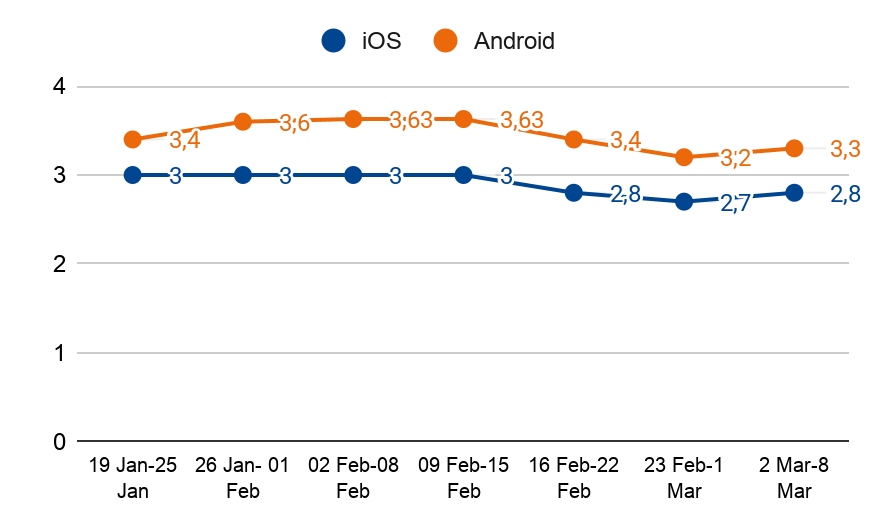 iOS Android
4
3,4 3,6 3,63 3,63 3,4 3,2 3,3
3
3 3 3 3 2,8 2,7 2,8
2
1
0
19 Jan-25 26 Jan- 01 02 Feb-08 09 Feb-15 16 Feb-22 23 Feb-1 2 Mar-8
Jan Feb Feb Feb Feb Mar Mar